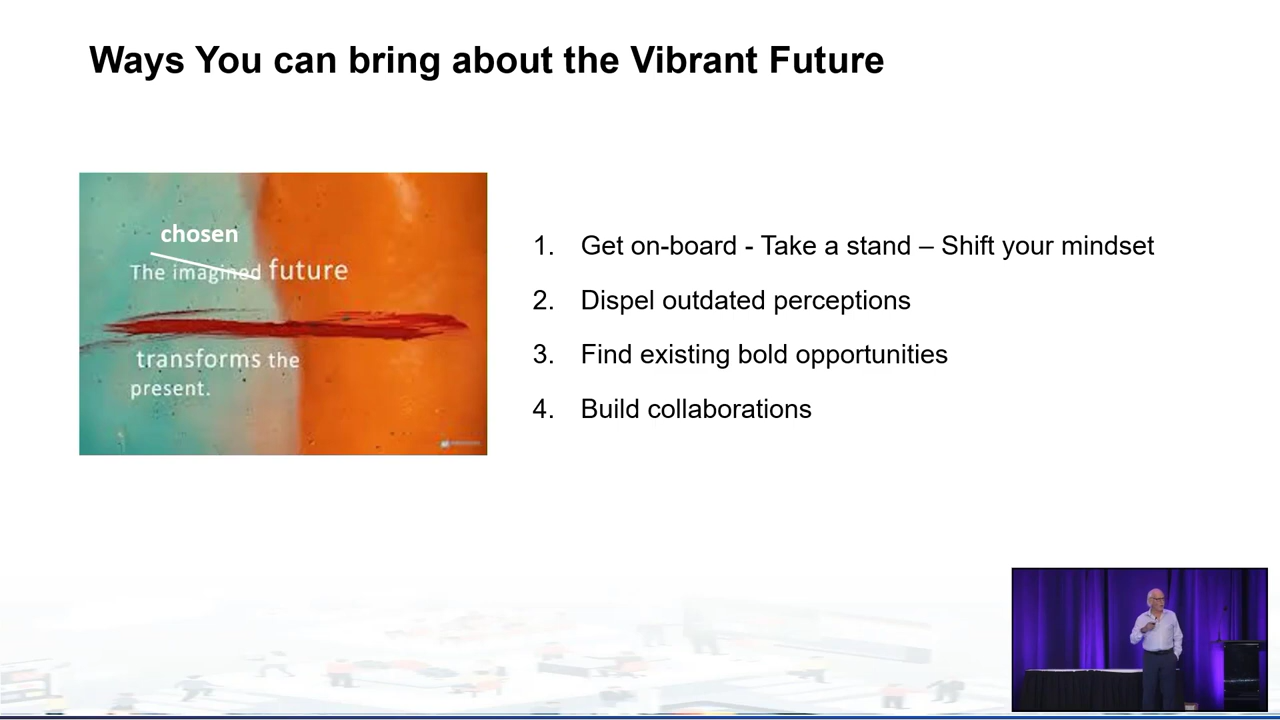 Ways You can bring about the Vibrant Future
chosen
The imagined future
transforms the
present.
1. Get on-board - Take a stand – Shift your mindset
2. Dispel outdated perceptions
3. Find existing bold opportunities
4. Build collaborations